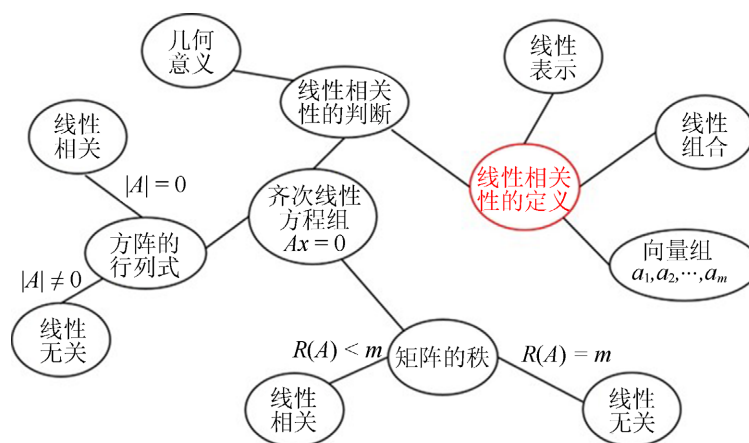 几何
意义
线性相关
性的判断
线性
表示
线性
组合
线性相关
性的定义
向量组
a₁,a₂,⋯,aₘ
线性
相关
|A| = 0
齐次线性
方程组
Ax = 0
方阵的
行列式
|A| ≠ 0
线性
无关
R(A) < m
矩阵的秩
R(A) = m
线性
相关
线性
无关